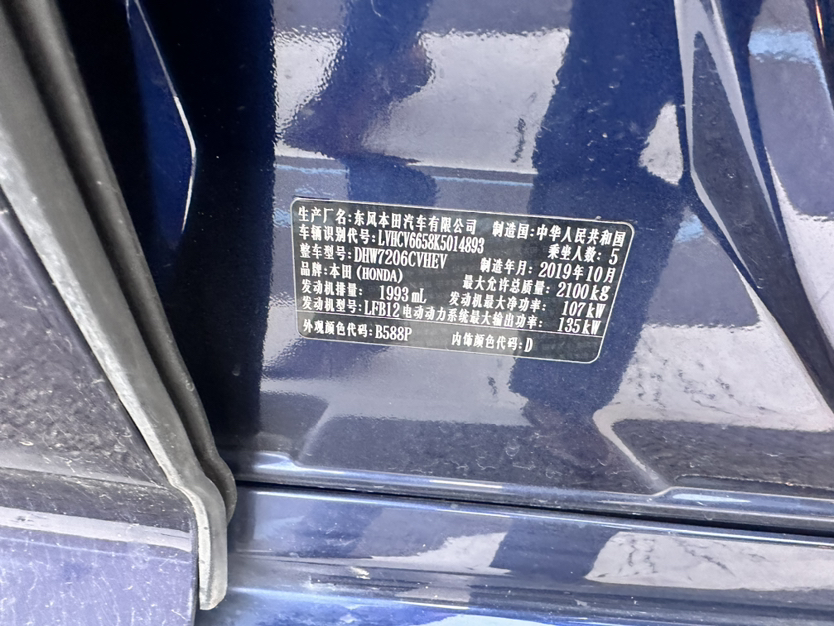 生产厂名:东风本田汽车有限公司 制造国:中华人民共和国
车辆识别代号:LVHCV6658K5014893 乘坐人数: 5
整车型号:DHW7206CVHEV 制造年月:2019年10月
品牌:本田(HONDA) 最大允许总质量: 2100kg
发动机排量: 1993mL 发动机最大净功率: 107kW
发动机型号:LFB12 电动动力系统最大输出功率: 135kW
外观颜色代码:B588P 内饰颜色代码:D